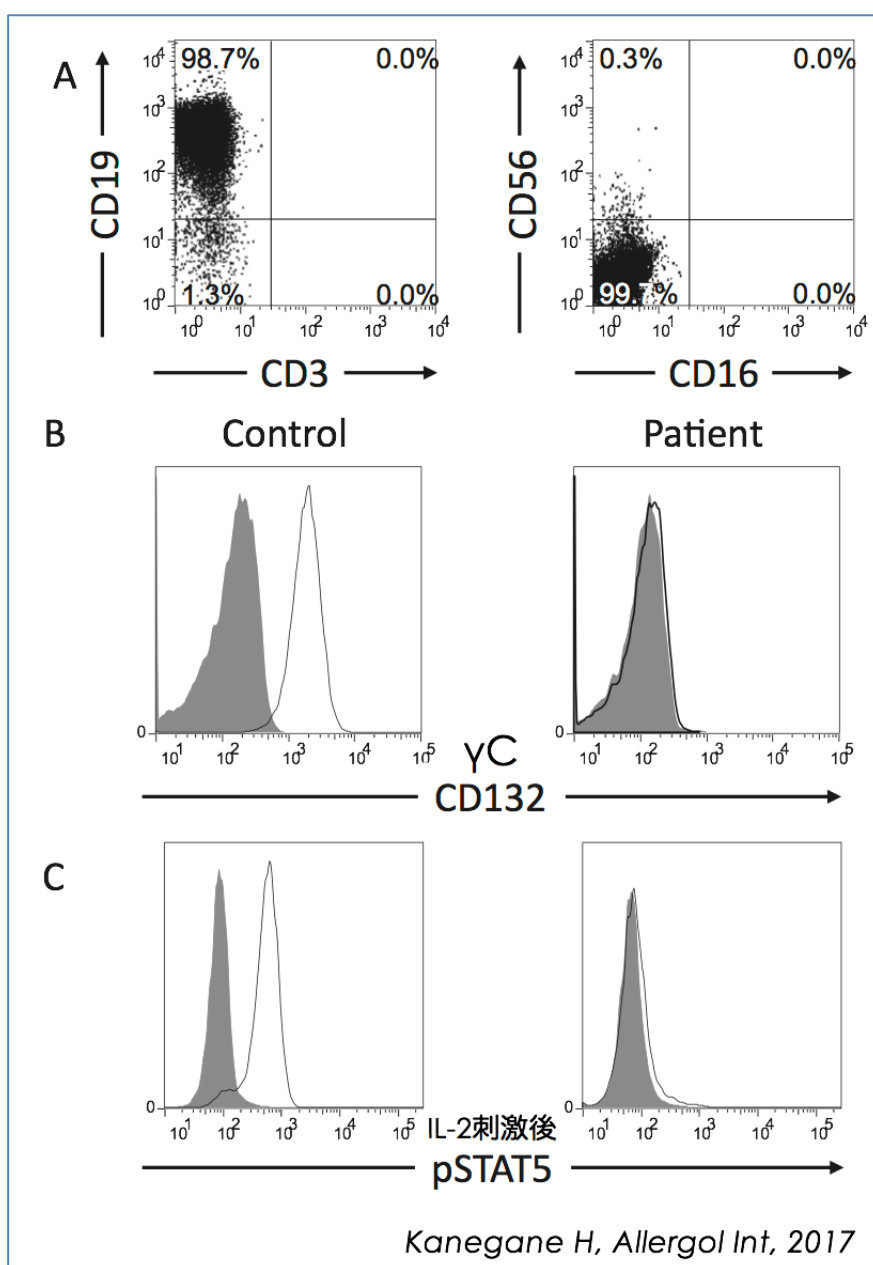 A
CD19
98.7%
0.0%
1.3%
0.0%
10⁴
10³
10²
10¹
10⁰
10⁰ 10¹ 10² 10³ 10⁴
CD3
CD56
0.3%
0.0%
99.7%
0.0%
10⁴
10³
10²
10¹
10⁰
10⁰ 10¹ 10² 10³ 10⁴
CD16
B
Control
Patient
0
10¹ 10² 10³ 10⁴ 10⁵
0
10¹ 10² 10³ 10⁴ 10⁵
γC
CD132
C
0
10¹ 10² 10³ 10⁴ 10⁵
0
10¹ 10² 10³ 10⁴ 10⁵
IL-2刺激後
pSTAT5
Kanegane H, Allergol Int, 2017